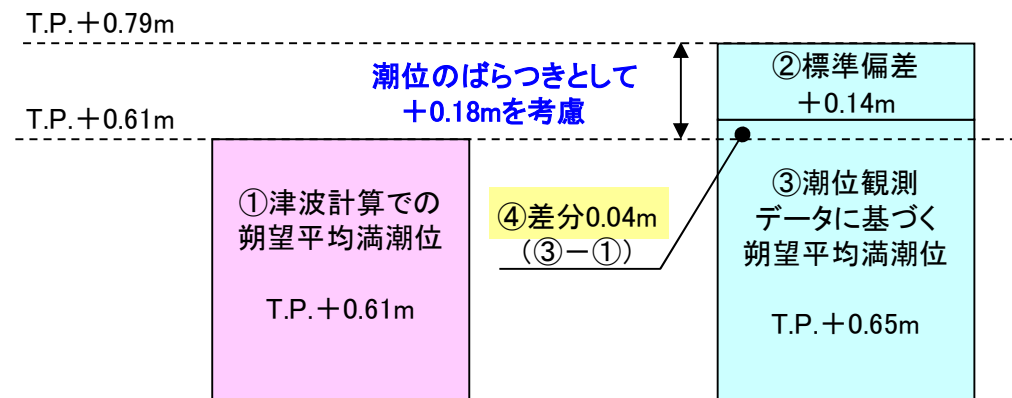 T.P.＋0.79m
潮位のばらつきとして
＋0.18mを考慮
②標準偏差
＋0.14m
T.P.＋0.61m
①津波計算での
朔望平均満潮位
T.P.＋0.61m
④差分0.04m
（③－①）
③潮位観測
データに基づく
朔望平均満潮位
T.P.＋0.65m